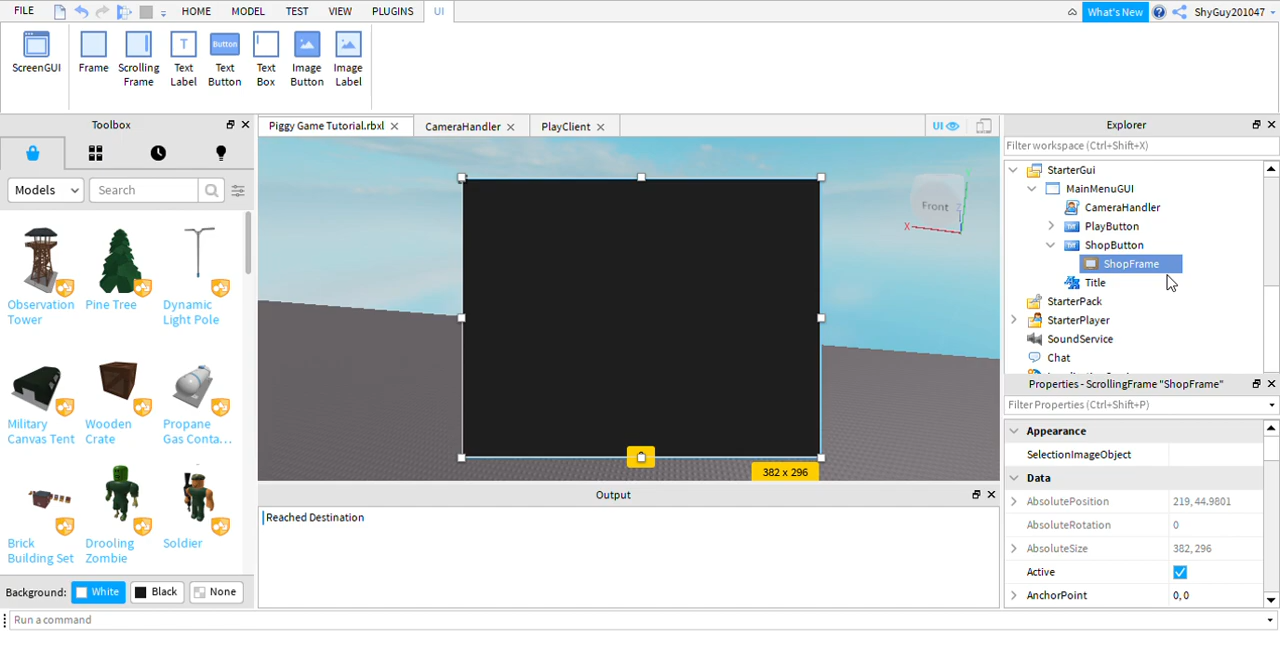 FILE
HOME
MODEL
TEST
VIEW
PLUGINS
UI
What's New
ShyGuy201047
ScreenGUI
Frame
Scrolling
Frame
Text
Label
Button
Text
Button
Text
Box
Image
Button
Image
Label
Toolbox
Models
Search
Observation
Tower
Pine Tree
Dynamic
Light Pole
Military
Canvas Tent
Wooden
Crate
Propane
Gas Conta...
Brick
Building Set
Drooling
Zombie
Soldier
Background:
White
Black
None
Piggy Game Tutorial.rbxl
CameraHandler
PlayClient
UI
Front
X
382 x 296
Output
Reached Destination
Explorer
Filter workspace (Ctrl+Shift+X)
StarterGui
MainMenuGUI
CameraHandler
PlayButton
ShopButton
ShopFrame
Title
StarterPack
StarterPlayer
SoundService
Chat
Properties - ScrollingFrame "ShopFrame"
Filter Properties (Ctrl+Shift+P)
Appearance
SelectionImageObject
Data
AbsolutePosition 219, 44.9801
AbsoluteRotation 0
AbsoluteSize 382, 296
Active
AnchorPoint 0, 0
Run a command